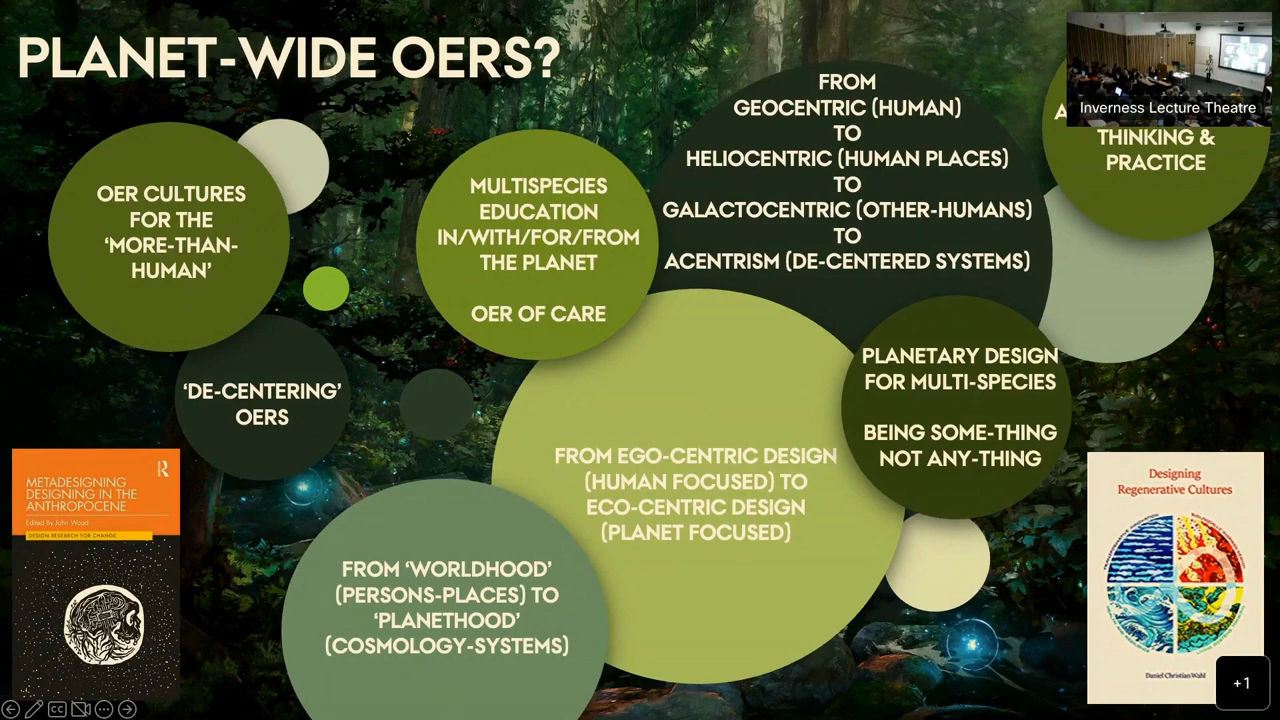 PLANET-WIDE OERS?
Inverness Lecture Theatre
OER CULTURES
FOR THE
‘MORE-THAN-
HUMAN’
MULTISPECIES
EDUCATION
IN/WITH/FOR/FROM
THE PLANET
OER OF CARE
FROM
GEOCENTRIC (HUMAN)
TO
HELIOCENTRIC (HUMAN PLACES)
TO
GALACTOCENTRIC (OTHER-HUMANS)
TO
ACENTRISM (DE-CENTERED SYSTEMS)
THINKING &
PRACTICE
‘DE-CENTERING’
OERS
PLANETARY DESIGN
FOR MULTI-SPECIES
BEING SOME-THING
NOT ANY-THING
FROM EGO-CENTRIC DESIGN
(HUMAN FOCUSED) TO
ECO-CENTRIC DESIGN
(PLANET FOCUSED)
FROM ‘WORLDHOOD’
(PERSONS-PLACES) TO
‘PLANETHOOD’
(COSMOLOGY-SYSTEMS)
R
METADESIGNING
DESIGNING IN THE
ANTHROPOCENE
Edited By John Wood
DESIGN RESEARCH FOR CHANGE
Designing
Regenerative Cultures
Daniel Christian Wahl
+1
CC